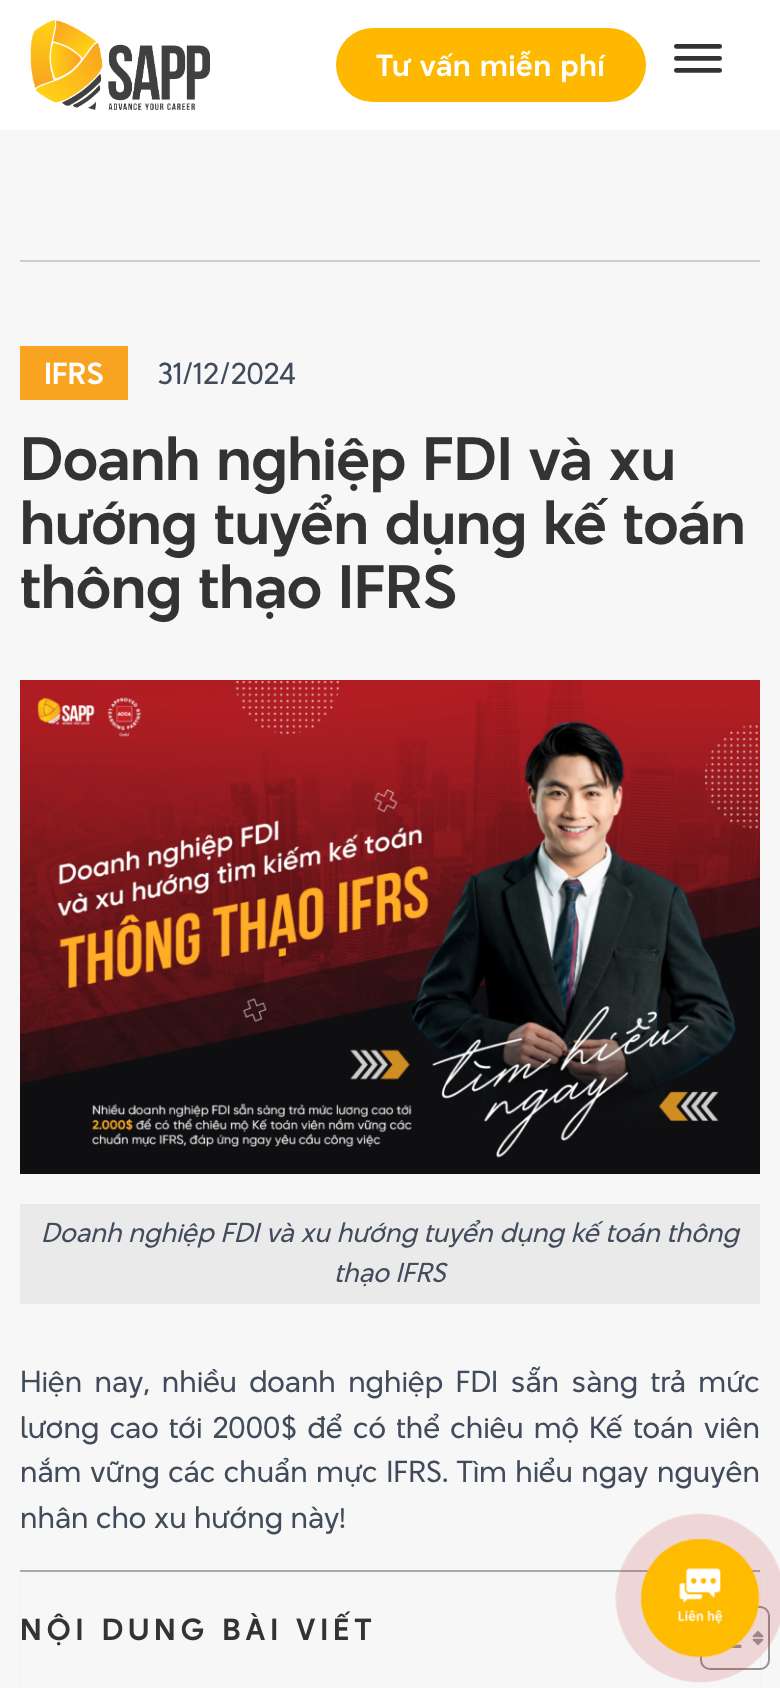 SAPP
ADVANCE YOUR CAREER
Tư vấn miễn phí
IFRS
31/12/2024
Doanh nghiệp FDI và xu
hướng tuyển dụng kế toán
thông thạo IFRS
SAPP
APPROVED LEARNING PARTNER
ACCA
Gold
Doanh nghiệp FDI
và xu hướng tìm kiếm kế toán
THÔNG THẠO IFRS
tìm hiểu
ngay
Nhiều doanh nghiệp FDI sẵn sàng trả mức lương cao tới
2.000$ để có thể chiêu mộ Kế toán viên nắm vững các
chuẩn mực IFRS, đáp ứng ngay yêu cầu công việc
Doanh nghiệp FDI và xu hướng tuyển dụng kế toán thông
thạo IFRS
Hiện nay, nhiều doanh nghiệp FDI sẵn sàng trả mức
lương cao tới 2000$ để có thể chiêu mộ Kế toán viên
nắm vững các chuẩn mực IFRS. Tìm hiểu ngay nguyên
nhân cho xu hướng này!
Liên hệ
NỘI DUNG BÀI VIẾT